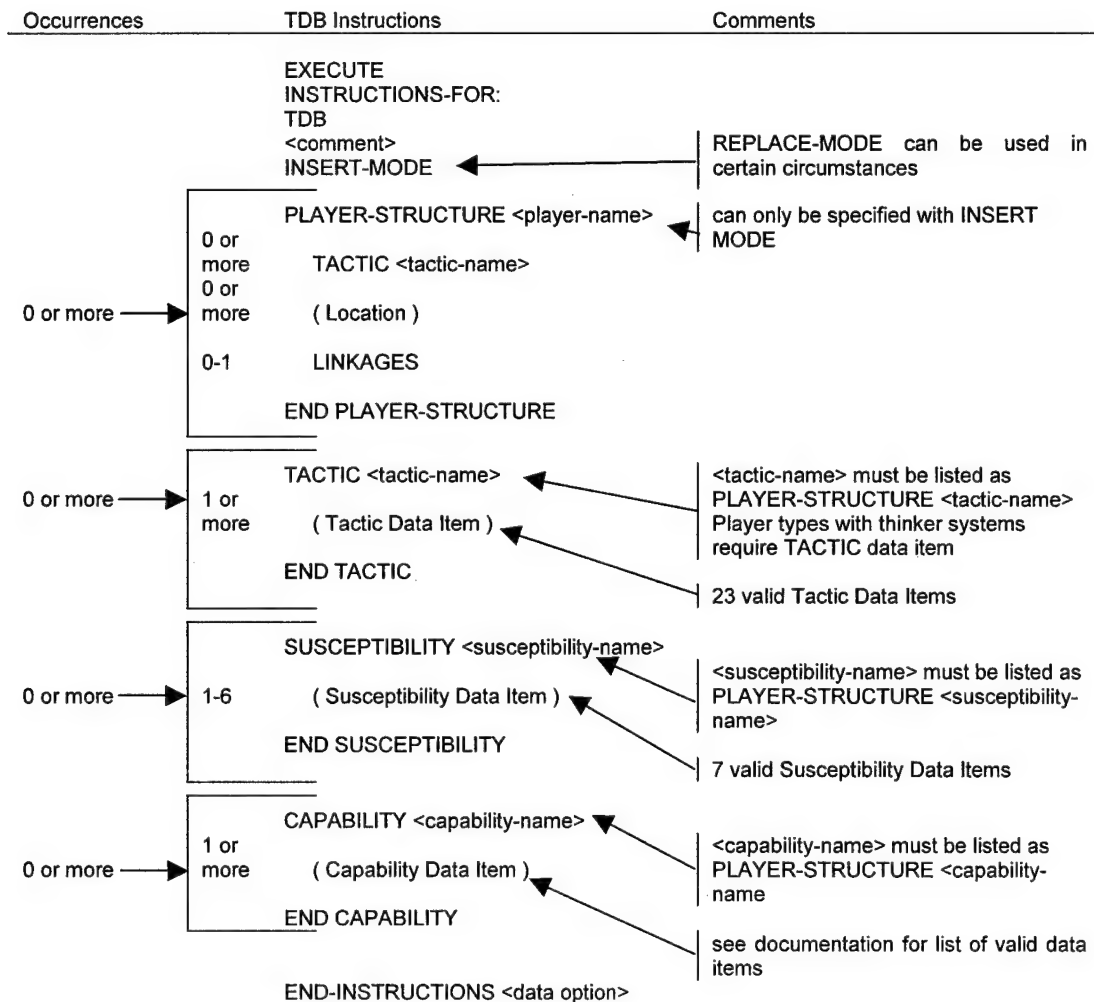 Occurrences TDB Instructions Comments
EXECUTE
INSTRUCTIONS-FOR:
TDB
<comment>
INSERT-MODE
REPLACE-MODE can be used in
certain circumstances
PLAYER-STRUCTURE <player-name>
can only be specified with INSERT
MODE
0 or
more TACTIC <tactic-name>
0 or
more ( Location )
0 or more
0-1 LINKAGES
END PLAYER-STRUCTURE
TACTIC <tactic-name>
<tactic-name> must be listed as
PLAYER-STRUCTURE <tactic-name>
Player types with thinker systems
require TACTIC data item
0 or more
1 or
more ( Tactic Data Item )
END TACTIC
23 valid Tactic Data Items
SUSCEPTIBILITY <susceptibility-name>
<susceptibility-name> must be listed as
PLAYER-STRUCTURE <susceptibility-
name>
0 or more 1-6 ( Susceptibility Data Item )
END SUSCEPTIBILITY
7 valid Susceptibility Data Items
CAPABILITY <capability-name>
<capability-name> must be listed as
PLAYER-STRUCTURE <capability-
name
1 or
0 or more more ( Capability Data Item )
END CAPABILITY
see documentation for list of valid data
items
END-INSTRUCTIONS <data option>